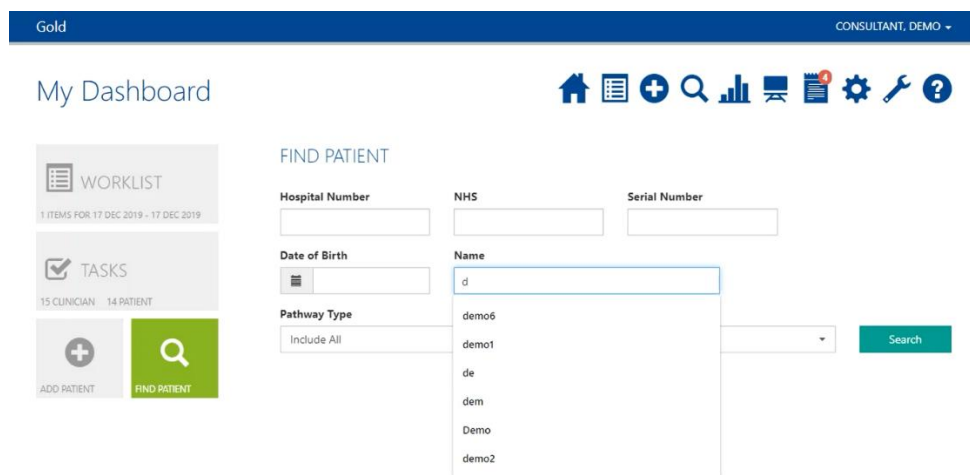 Gold
CONSULTANT, DEMO
My Dashboard
4
WORKLIST
1 ITEMS FOR 17 DEC 2019 - 17 DEC 2019
TASKS
15 CLINICIAN 14 PATIENT
ADD PATIENT
FIND PATIENT
FIND PATIENT
Hospital Number
NHS
Serial Number
Date of Birth
Name
d
Pathway Type
Include All
demo6
demo1
de
dem
Demo
demo2
Search